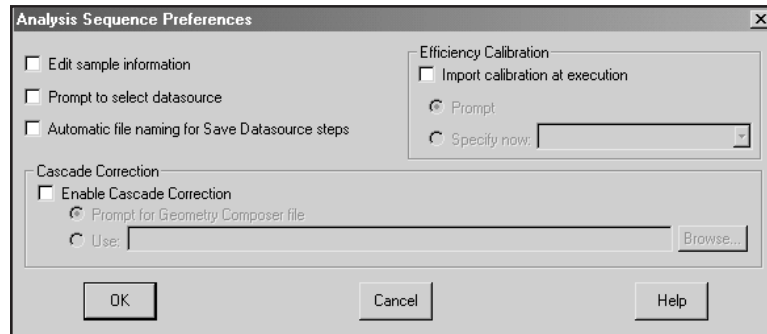 Analysis Sequence Preferences
Edit sample information
Prompt to select datasource
Automatic file naming for Save Datasource steps
Efficiency Calibration
Import calibration at execution
Prompt
Specify now:
Cascade Correction
Enable Cascade Correction
Prompt for Geometry Composer file
Use:
Browse...
OK
Cancel
Help